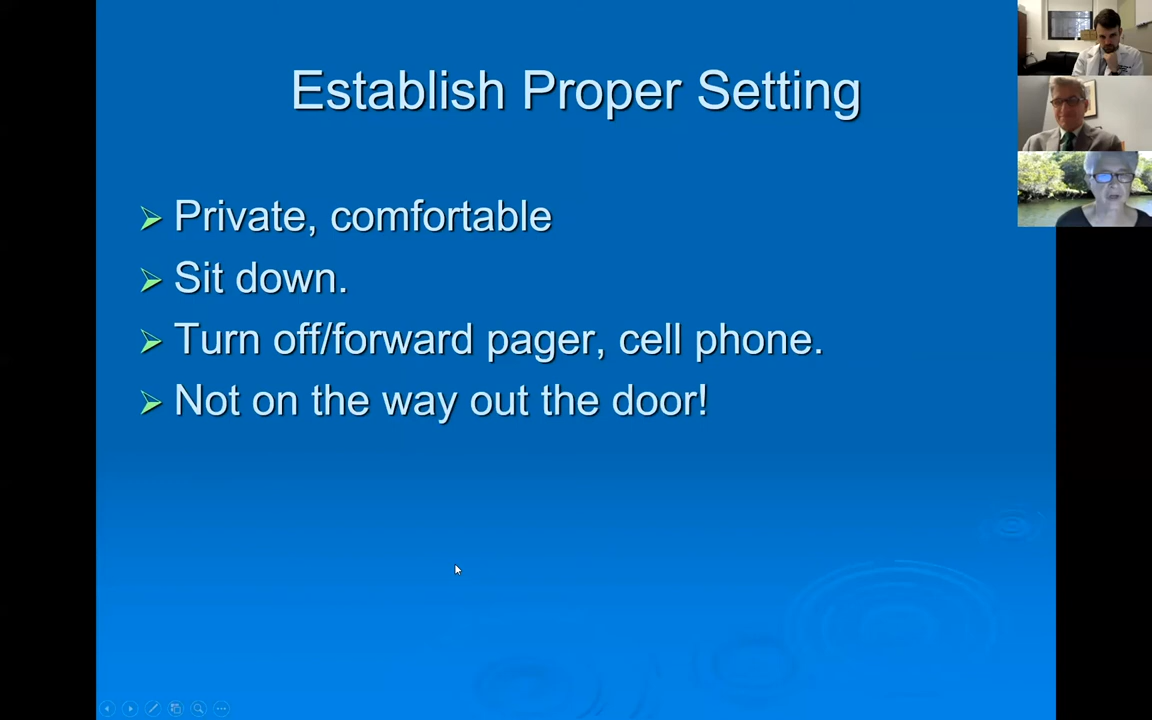 Establish Proper Setting
Private, comfortable
Sit down.
Turn off/forward pager, cell phone.
Not on the way out the door!